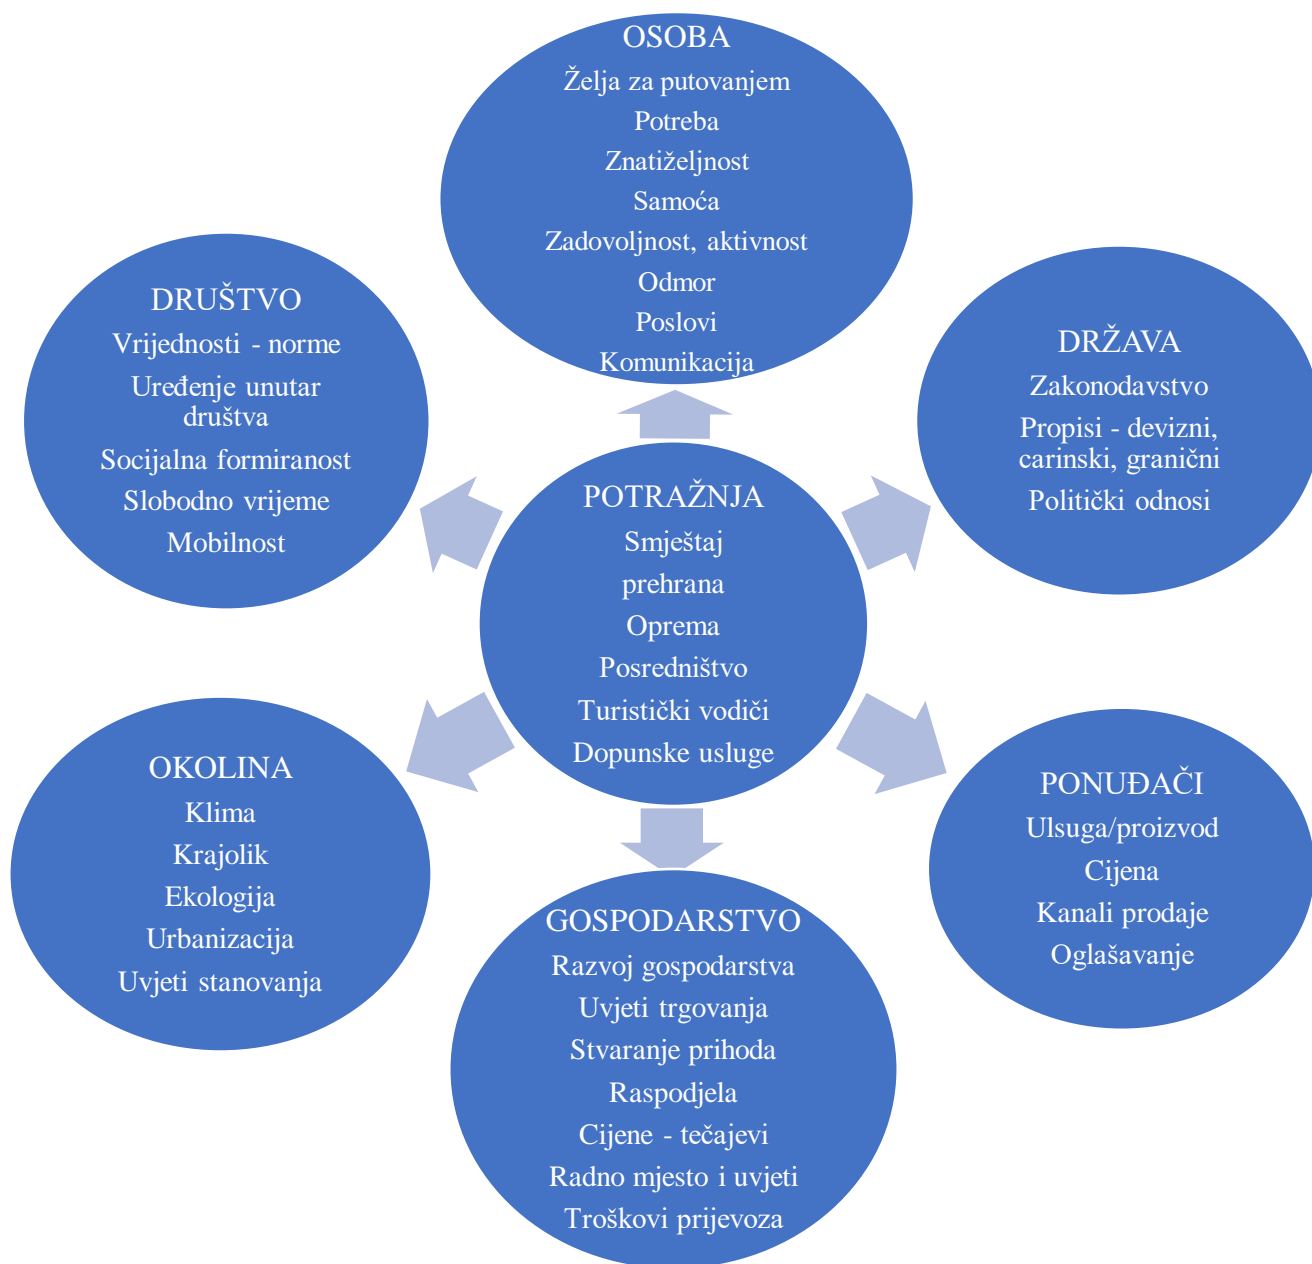 OSOBA
Želja za putovanjem
Potreba
Znatiželjnost
Samoća
Zadovoljnost, aktivnost
Odmor
Poslovi
Komunikacija
DRUŠTVO
Vrijednosti - norme
Uređenje unutar
društva
Socijalna formiranost
Slobodno vrijeme
Mobilnost
DRŽAVA
Zakonodavstvo
Propisi - devizni,
carinski, granični
Politički odnosi
POTRAŽNJA
Smještaj
prehrana
Oprema
Posredništvo
Turistički vodiči
Dopunske usluge
OKOLINA
Klima
Krajolik
Ekologija
Urbanizacija
Uvjeti stanovanja
PONUĐAČI
Ulsuga/proizvod
Cijena
Kanali prodaje
Oglašavanje
GOSPODARSTVO
Razvoj gospodarstva
Uvjeti trgovanja
Stvaranje prihoda
Raspodjela
Cijene - tečajevi
Radno mjesto i uvjeti
Troškovi prijevoza